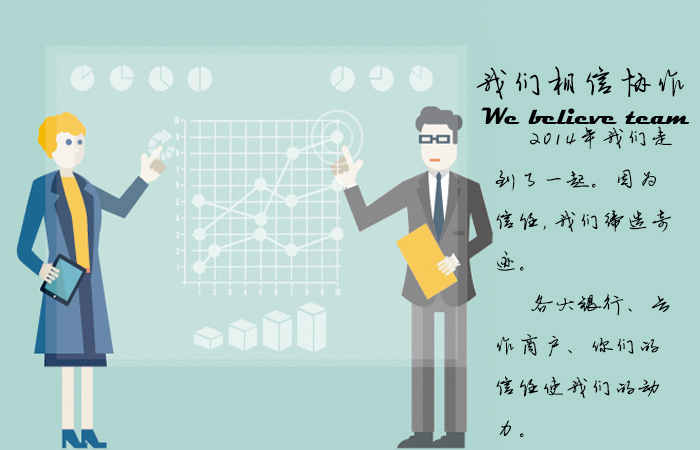 我们相信协作
We believe team
2014年我们走
到了一起。因为
信任,我们缔造奇
迹。
各大银行、合
作商户、你们的
信任使我们的动
力。